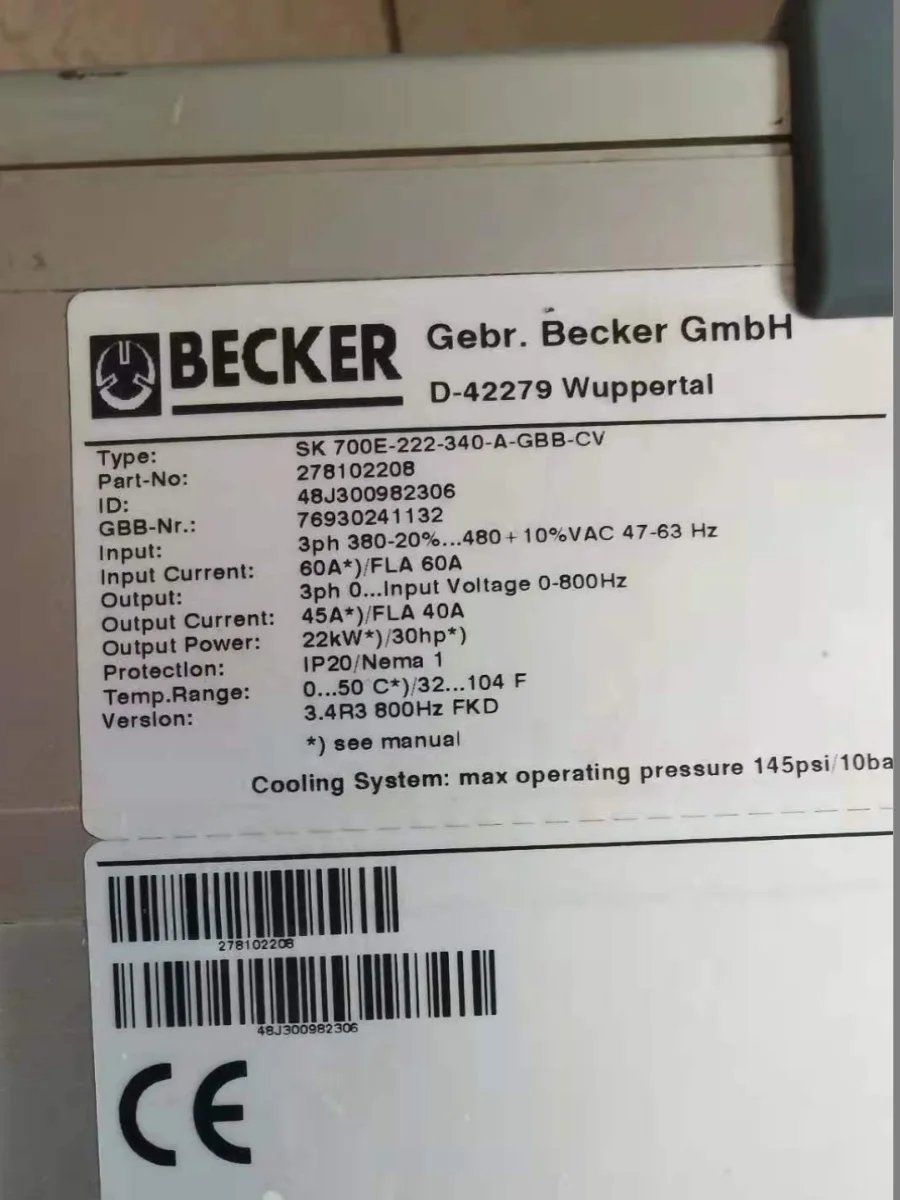 BECKER
Gebr. Becker GmbH
D-42279 Wuppertal
Type: SK 700E-222-340-A-GBB-CV
Part-No: 278102208
ID: 48J300982306
GBB-Nr.: 76930241132
Input: 3ph 380-20%...480+10%VAC 47-63 Hz
Input Current: 60A*)/FLA 60A
Output: 3ph 0...Input Voltage 0-800Hz
Output Current: 45A*)/FLA 40A
Output Power: 22kW*)/30hp*)
Protection: IP20/Nema 1
Temp.Range: 0...50 C*)/32...104 F
Version: 3.4R3 800Hz FKD
*) see manual
Cooling System: max operating pressure 145psi/10ba
278102208
48J300982306
CE